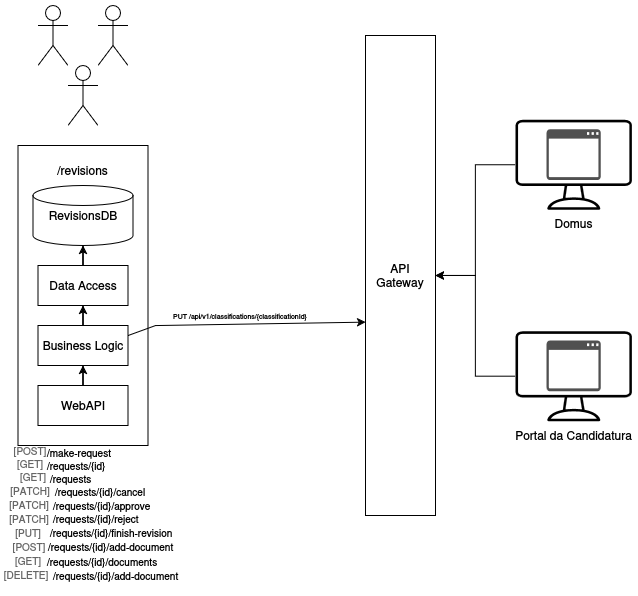 /revisions
RevisionsDB
Data Access
Business Logic
WebAPI
PUT /api/v1/classifications/{classificationId}
API
Gateway
Domus
Portal da Candidatura
[POST]/make-request
[GET] /requests/{id}
[GET] /requests
[PATCH] /requests/{id}/cancel
[PATCH] /requests/{id}/approve
[PATCH] /requests/{id}/reject
[PUT] /requests/{id}/finish-revision
[POST] /requests/{id}/add-document
[GET] /requests/{id}/documents
[DELETE] /requests/{id}/add-document